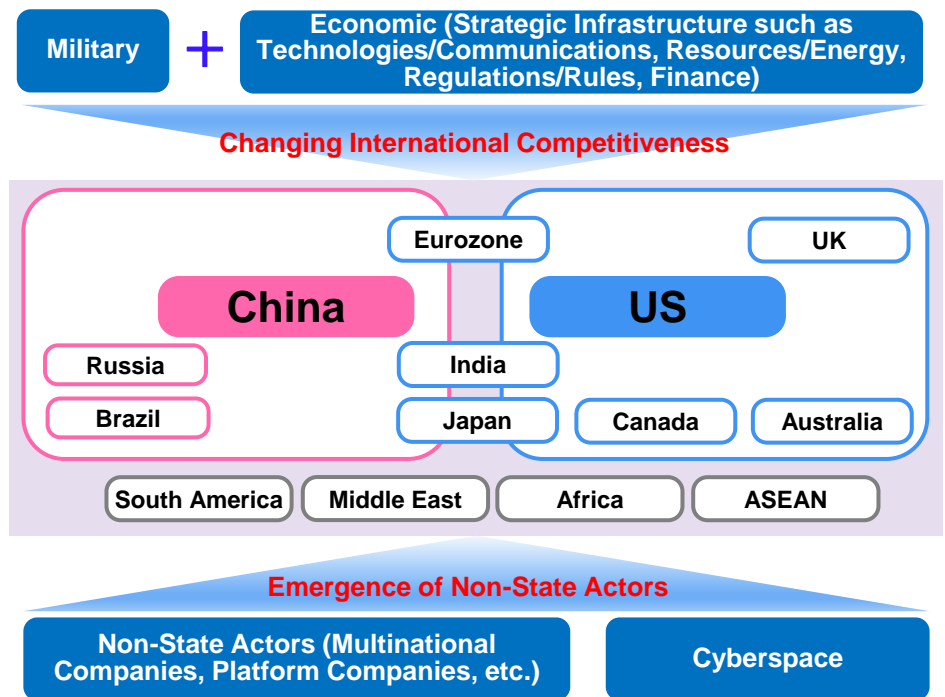 Military
+
Economic (Strategic Infrastructure such as
Technologies/Communications, Resources/Energy,
Regulations/Rules, Finance)
Changing International Competitiveness
Eurozone
UK
China
US
Russia
India
Brazil
Japan
Canada
Australia
South America
Middle East
Africa
ASEAN
Emergence of Non-State Actors
Non-State Actors (Multinational
Companies, Platform Companies, etc.)
Cyberspace